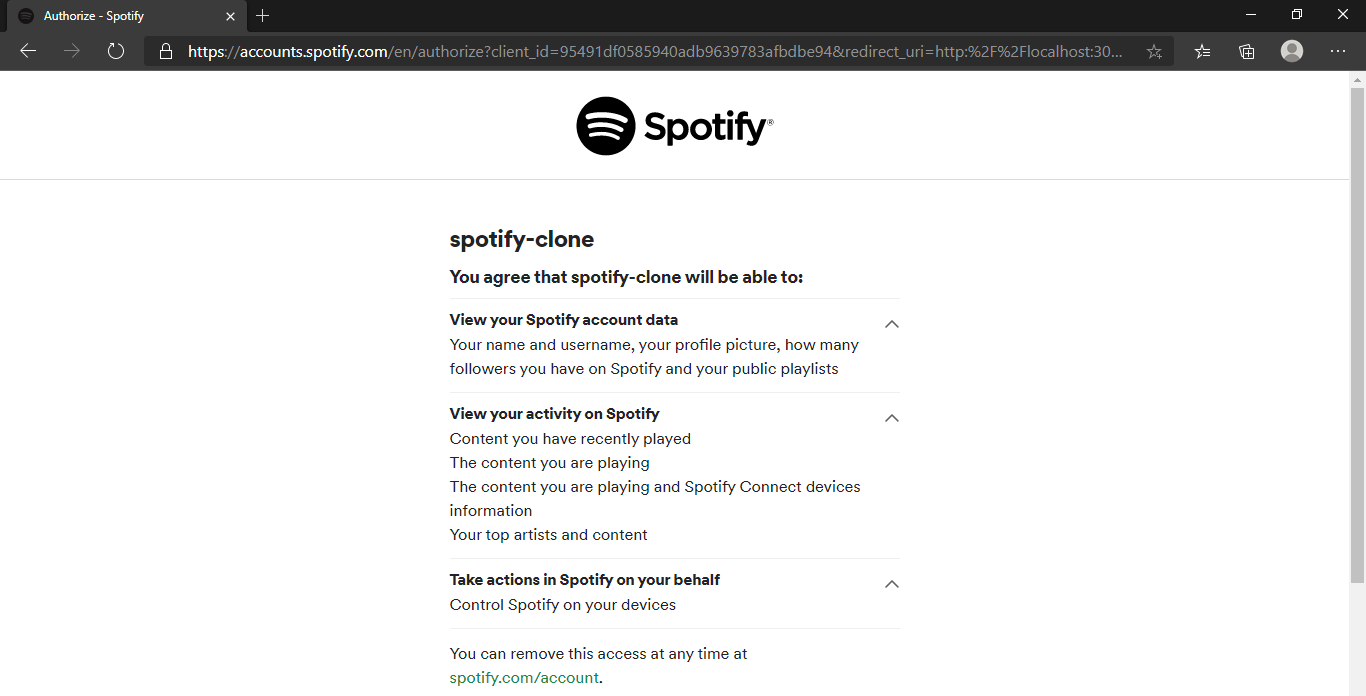 Authorize - Spotify
https://accounts.spotify.com/en/authorize?client_id=95491df0585940adb9639783afbdbe94&redirect_uri=http:%2F%2Flocalhost:30...
Spotify®
spotify-clone
You agree that spotify-clone will be able to:
View your Spotify account data
Your name and username, your profile picture, how many
followers you have on Spotify and your public playlists
View your activity on Spotify
Content you have recently played
The content you are playing
The content you are playing and Spotify Connect devices
information
Your top artists and content
Take actions in Spotify on your behalf
Control Spotify on your devices
You can remove this access at any time at
spotify.com/account.